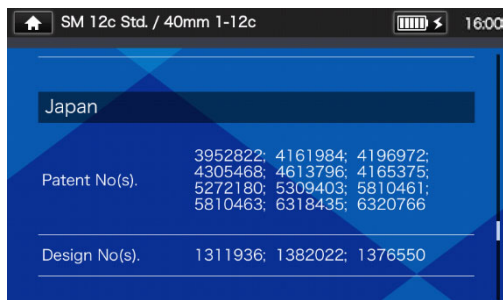 SM 12c Std. / 40mm 1-12c
16:00
Japan
Patent No(s).
3952822; 4161984; 4196972;
4305468; 4613796; 4165375;
5272180; 5309403; 5810461;
5810463; 6318435; 6320766
Design No(s).
1311936; 1382022; 1376550